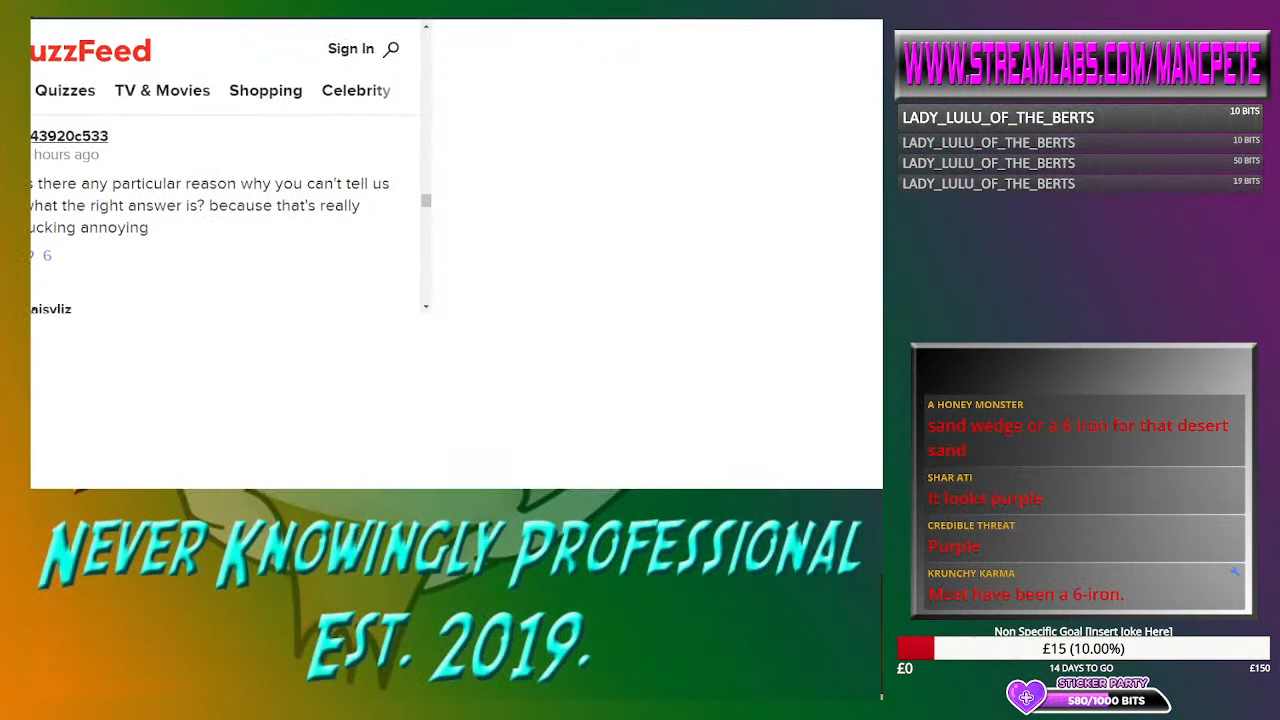 uzzFeed
Sign In
Quizzes TV & Movies Shopping Celebrity
43920c533
hours ago
s there any particular reason why you can't tell us
what the right answer is? because that's really
ucking annoying
6
aisyliz
NEVER KNOWINGLY PROFESSIONAL
EST. 2019.
WWW.STREAMLABS.COM/MANCPETE
LADY_LULU_OF_THE_BERTS 10 BITS
LADY_LULU_OF_THE_BERTS 10 BITS
LADY_LULU_OF_THE_BERTS 50 BITS
LADY_LULU_OF_THE_BERTS 19 BITS
A HONEY MONSTER
sand wedge or a 6 iron for that desert
sand
SHAR ATI
It looks purple
CREDIBLE THREAT
Purple
KRUNCHY KARMA
Must have been a 6-iron.
Non Specific Goal [Insert Joke Here]
£15 (10.00%)
£0 14 DAYS TO GO £150
STICKER PARTY
580/1000 BITS